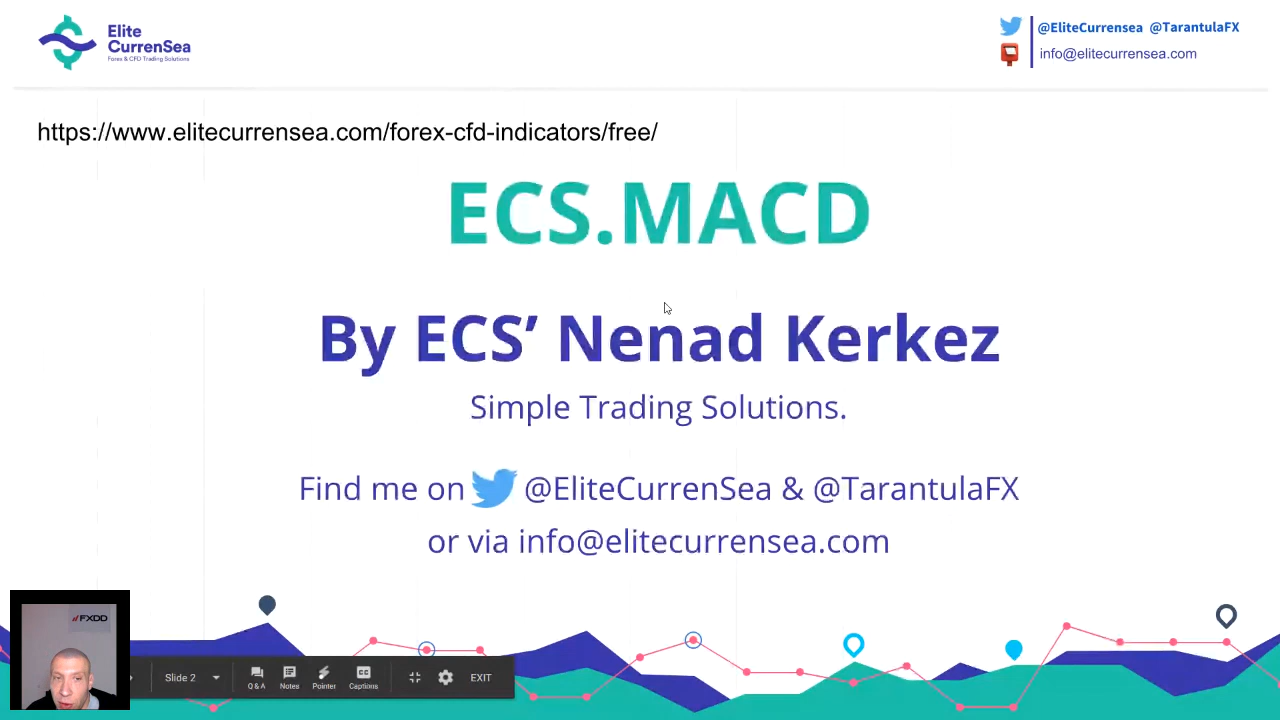 Elite
CurrenSea
Forex & CFD Trading Solutions
@EliteCurrensea @TarantulaFX
info@elitecurrensea.com
https://www.elitecurrensea.com/forex-cfd-indicators/free/
ECS.MACD
By ECS’ Nenad Kerkez
Simple Trading Solutions.
Find me on @EliteCurrenSea & @TarantulaFX
or via info@elitecurrensea.com
FXDD
Slide 2
Q & A
Notes
Pointer
Captions
EXIT